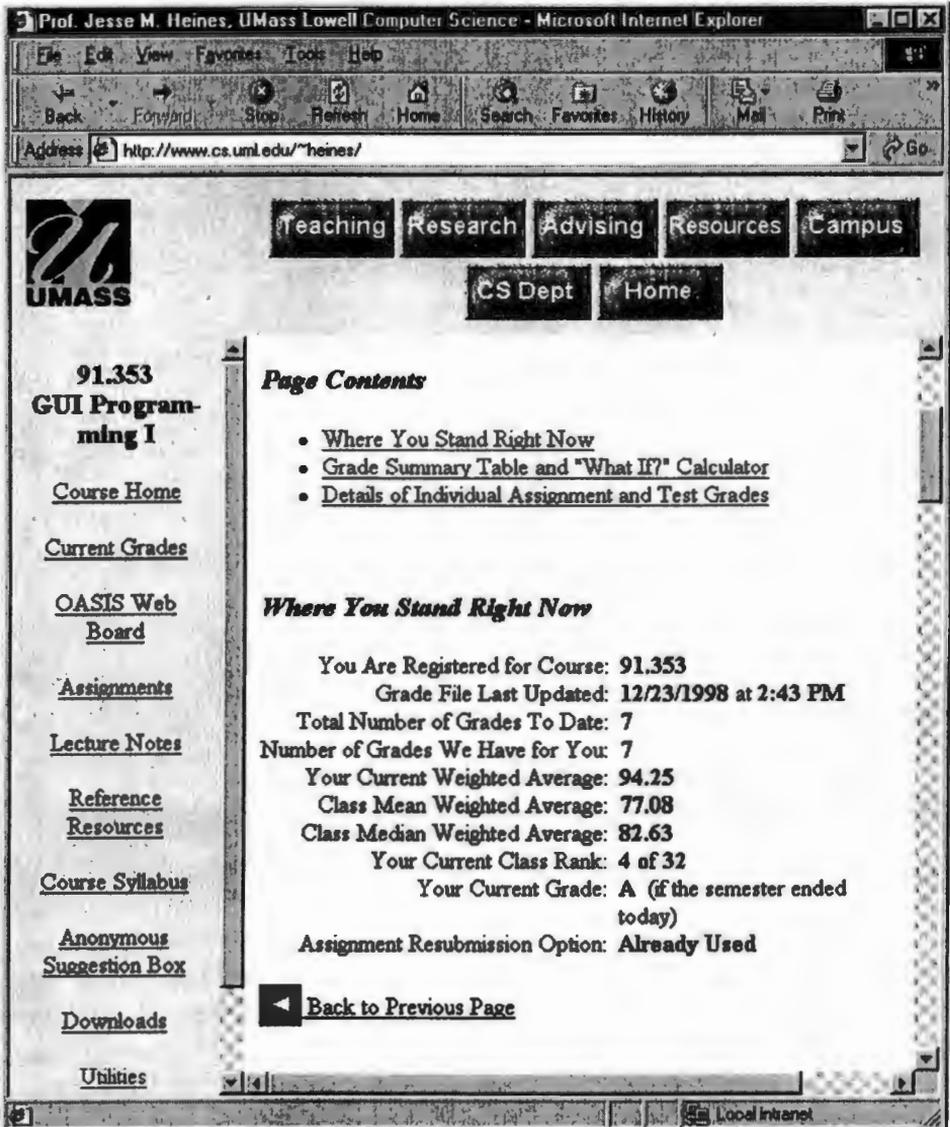 Prof. Jesse M. Heines, UMass Lowell Computer Science - Microsoft Internet Explorer
File Edit View Favorites Tools Help
Back Forward Stop Refresh Home Search Favorites History Mail Print
Address http://www.cs.uml.edu/~heines/ Go
Teaching Research Advising Resources Campus
CS Dept Home
U
UMASS
91.353
GUI Program-
ming I
Course Home
Current Grades
OASIS Web
Board
Assignments
Lecture Notes
Reference
Resources
Course Syllabus
Anonymous
Suggestion Box
Downloads
Utilities
Page Contents
• Where You Stand Right Now
• Grade Summary Table and "What If?" Calculator
• Details of Individual Assignment and Test Grades
Where You Stand Right Now
You Are Registered for Course: 91.353
Grade File Last Updated: 12/23/1998 at 2:43 PM
Total Number of Grades To Date: 7
Number of Grades We Have for You: 7
Your Current Weighted Average: 94.25
Class Mean Weighted Average: 77.08
Class Median Weighted Average: 82.63
Your Current Class Rank: 4 of 32
Your Current Grade: A (if the semester ended
today)
Assignment Resubmission Option: Already Used
Back to Previous Page
Local intranet